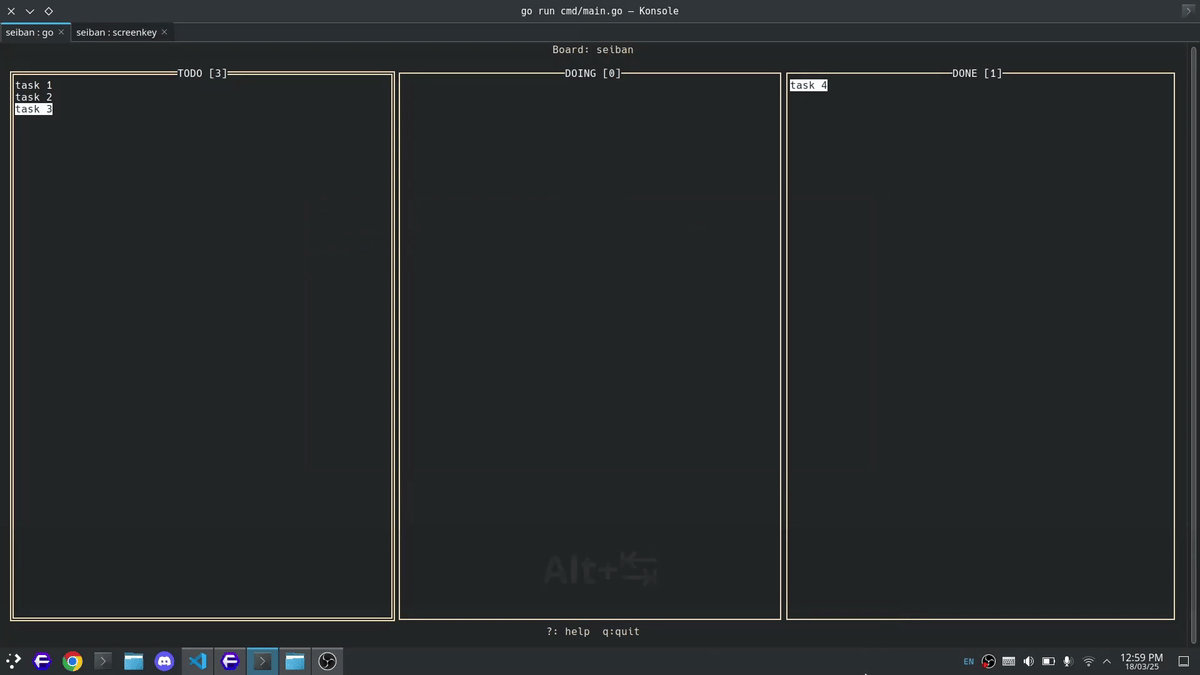 go run cmd/main.go — Konsole
seiban : go
seiban : screenkey
Board: seiban
TODO [3]
DOING [0]
DONE [1]
task 1
task 2
task 3
task 4
Alt+
?: help q:quit
EN
12:59 PM
18/03/25